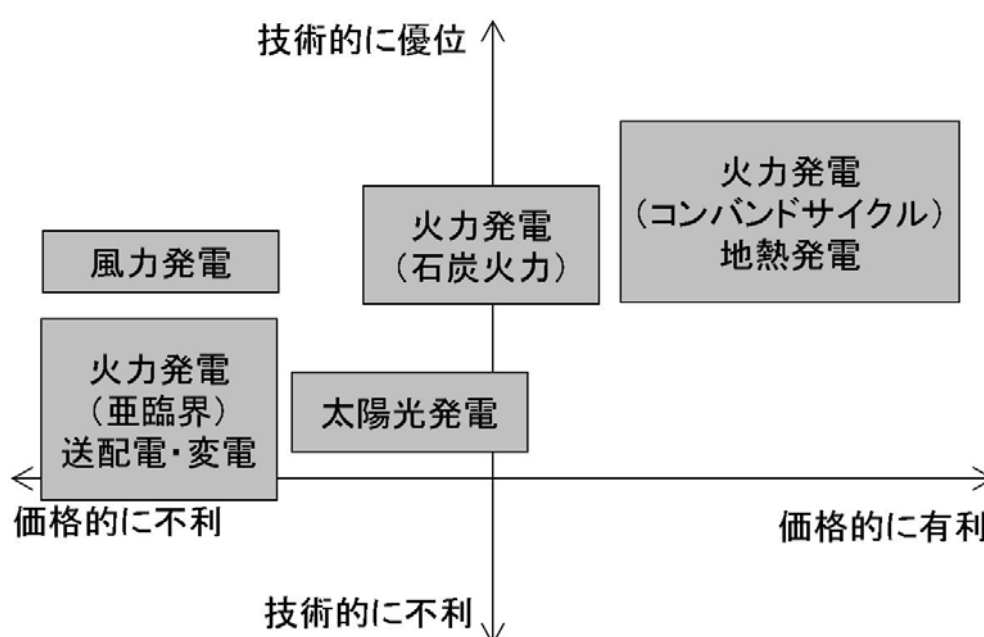 技術的に優位
火力発電
（コンバンドサイクル）
地熱発電
火力発電
（石炭火力）
風力発電
火力発電
（亜臨界）
送配電・変電
太陽光発電
価格的に不利
価格的に有利
技術的に不利